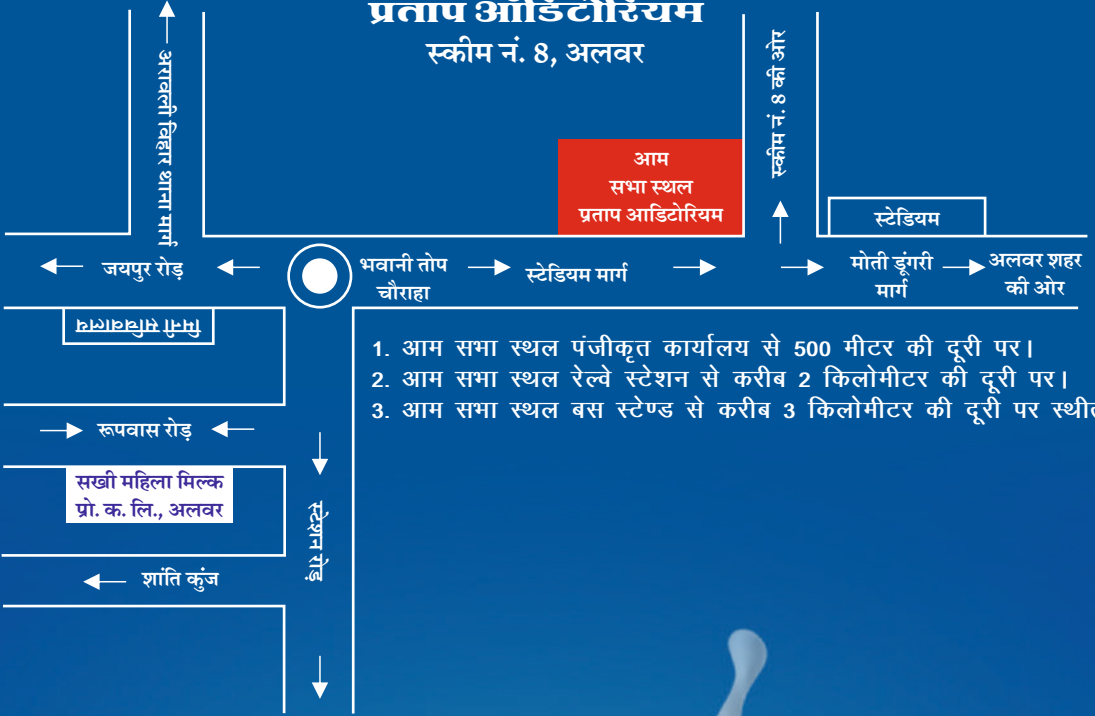 प्रताप ऑडिटोरियम
स्कीम नं. 8, अलवर
अरावली विहार थाना मार्ग
स्कीम नं. 8 की ओर
आम
सभा स्थल
प्रताप आडिटोरियम
स्टेडियम
जयपुर रोड़
भवानी तोप
चौराहा
स्टेडियम मार्ग
मोती डूंगरी
मार्ग
अलवर शहर
की ओर
मिनी सचिवालय
1. आम सभा स्थल पंजीकृत कार्यालय से 500 मीटर की दूरी पर।
2. आम सभा स्थल रेल्वे स्टेशन से करीब 2 किलोमीटर की दूरी पर।
3. आम सभा स्थल बस स्टेण्ड से करीब 3 किलोमीटर की दूरी पर
रूपवास रोड़
सखी महिला मिल्क
प्रो. क. लि., अलवर
स्टेशन रोड़
शांति कुंज